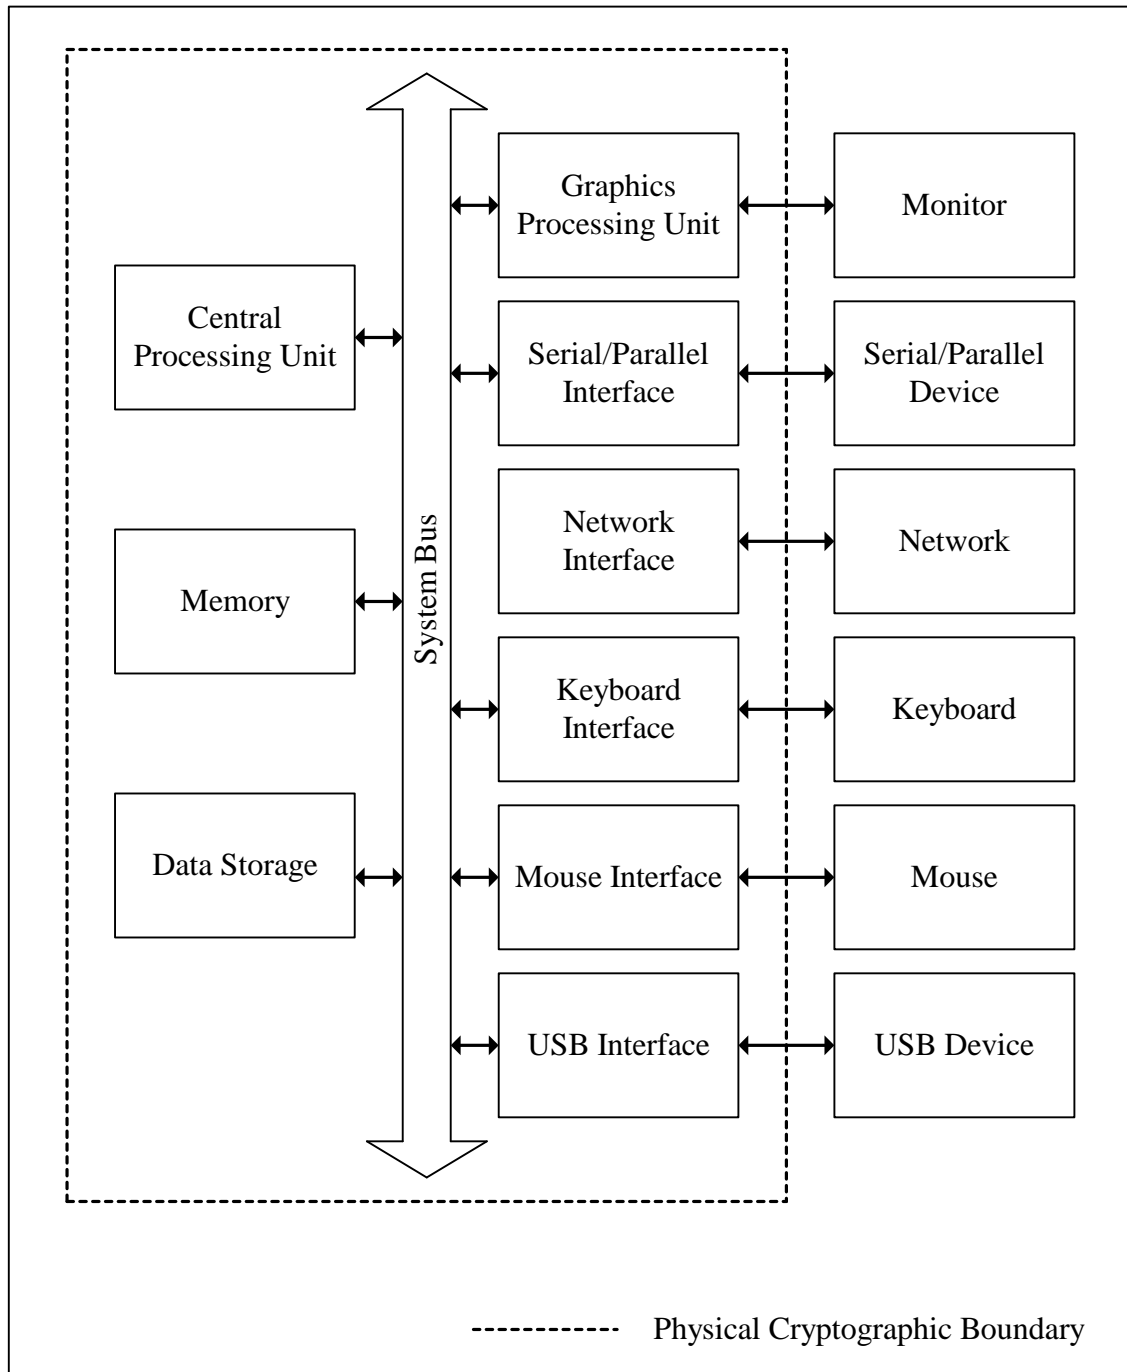 Graphics
Processing Unit
Monitor
Central
Processing Unit
Serial/Parallel
Interface
Serial/Parallel
Device
System Bus
Network
Interface
Network
Memory
Keyboard
Interface
Keyboard
Data Storage
Mouse Interface
Mouse
USB Interface
USB Device
Physical Cryptographic Boundary